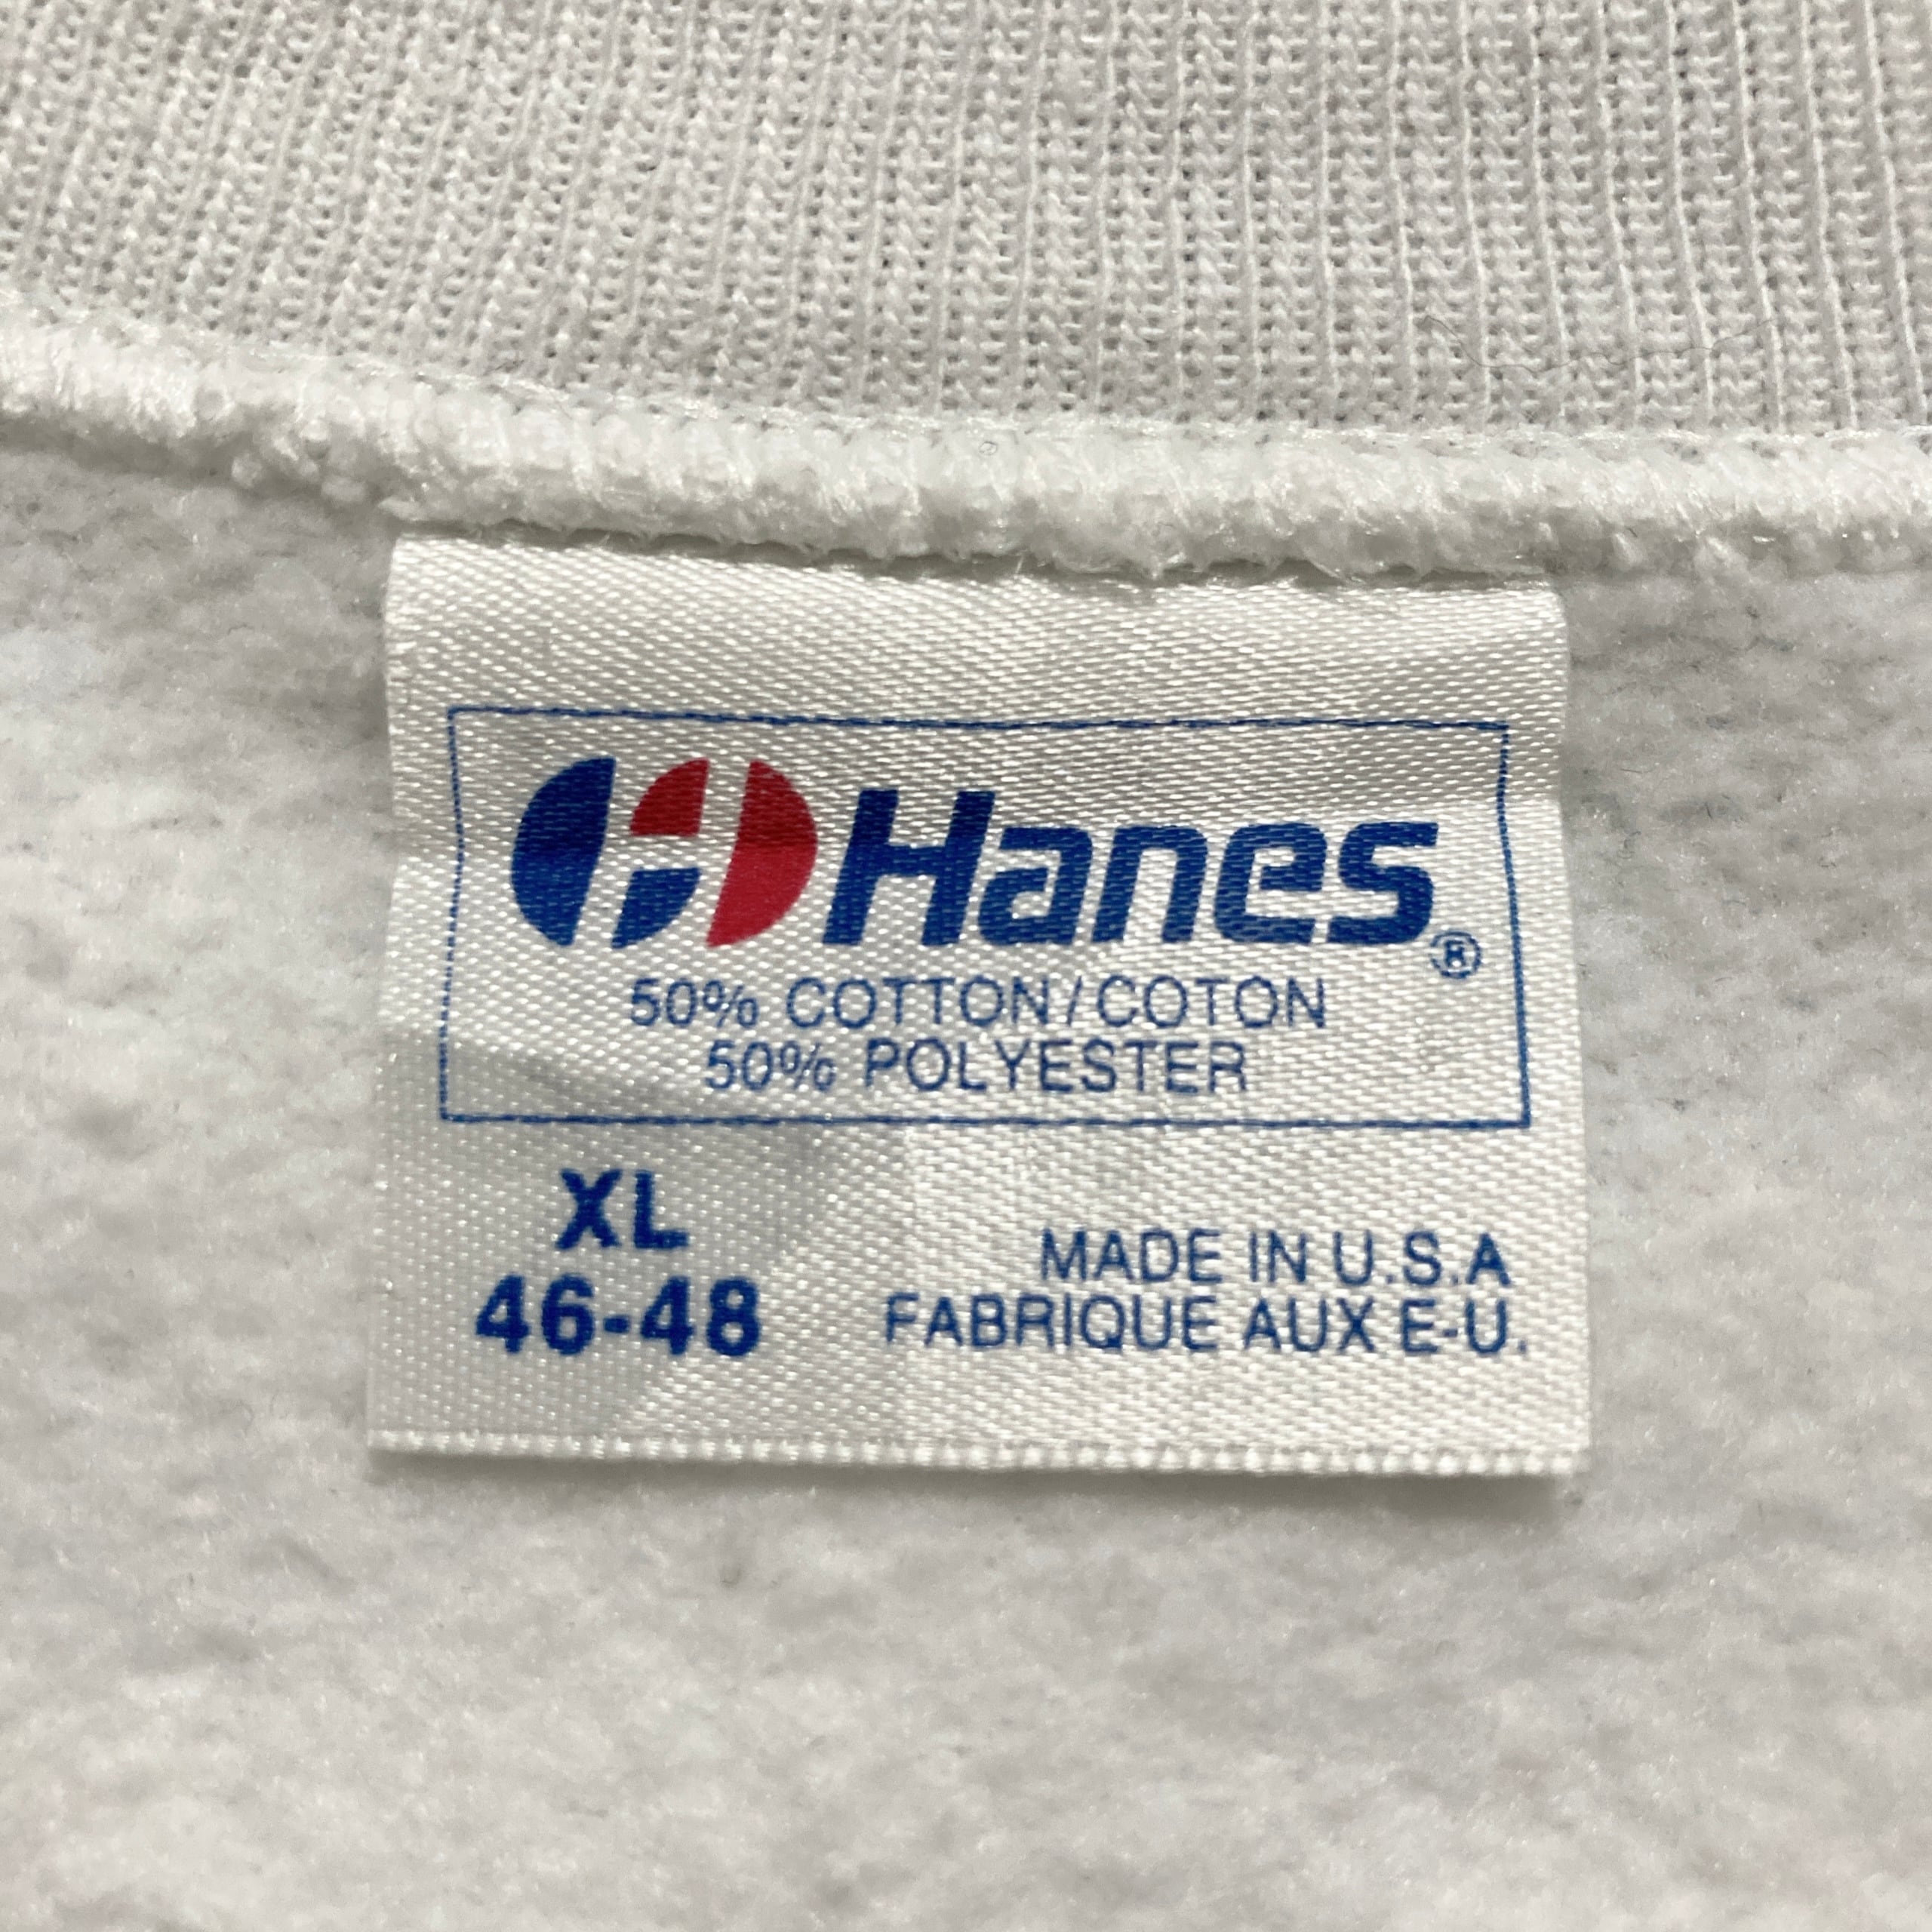 Hanes®
50% COTTON/COTON
50% POLYESTER
XL
46-48
MADE IN U.S.A
FABRIQUE AUX E-U.